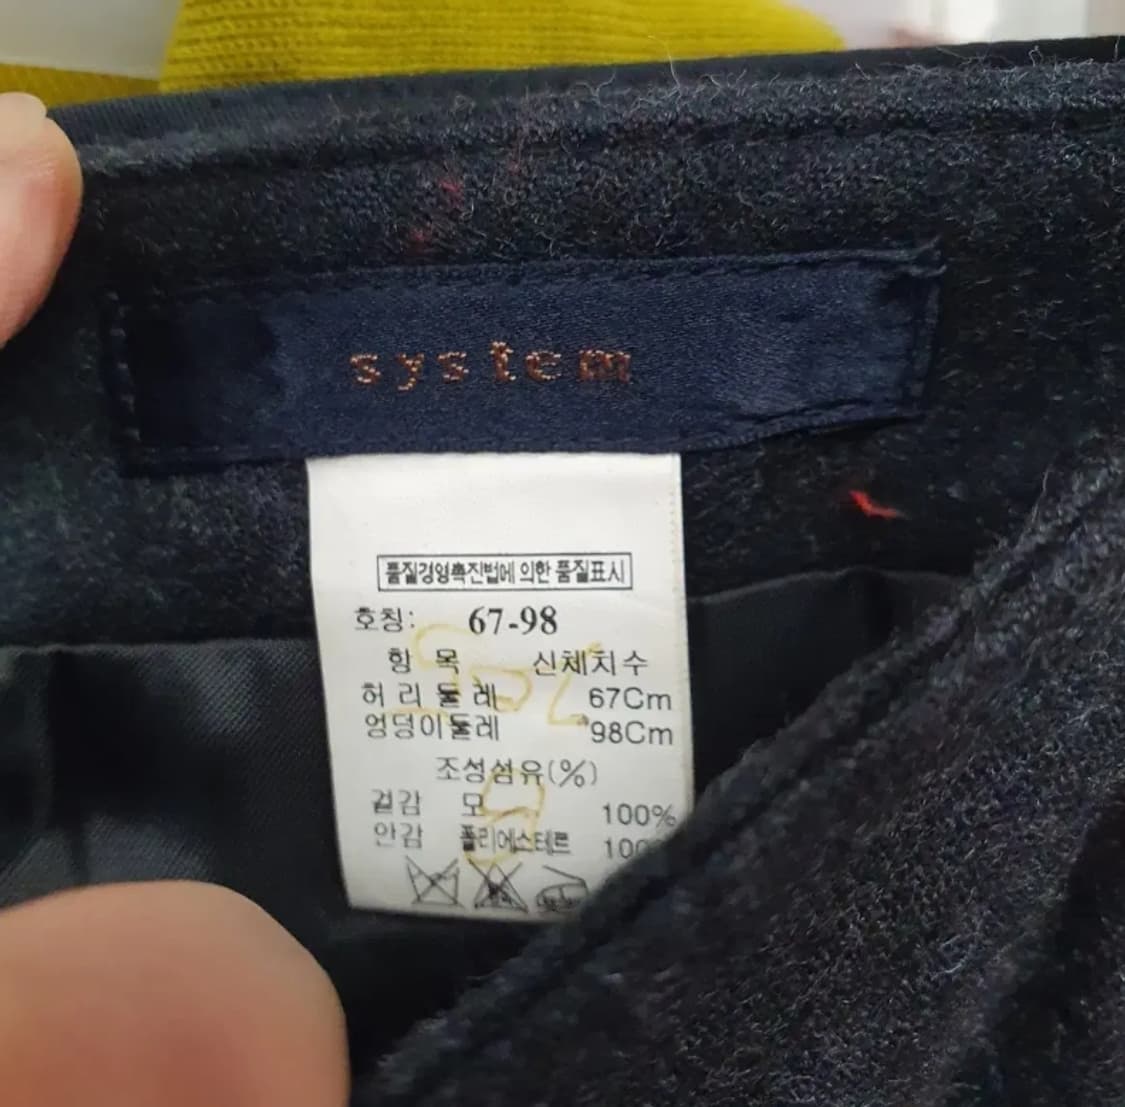 system
품질경영촉진법에 의한 품질표시
호칭: 67-98
항 목 신체치수
허리둘레 67Cm
엉덩이둘레 98Cm
조성섬유(%)
겉감 모 100%
안감 폴리에스테르